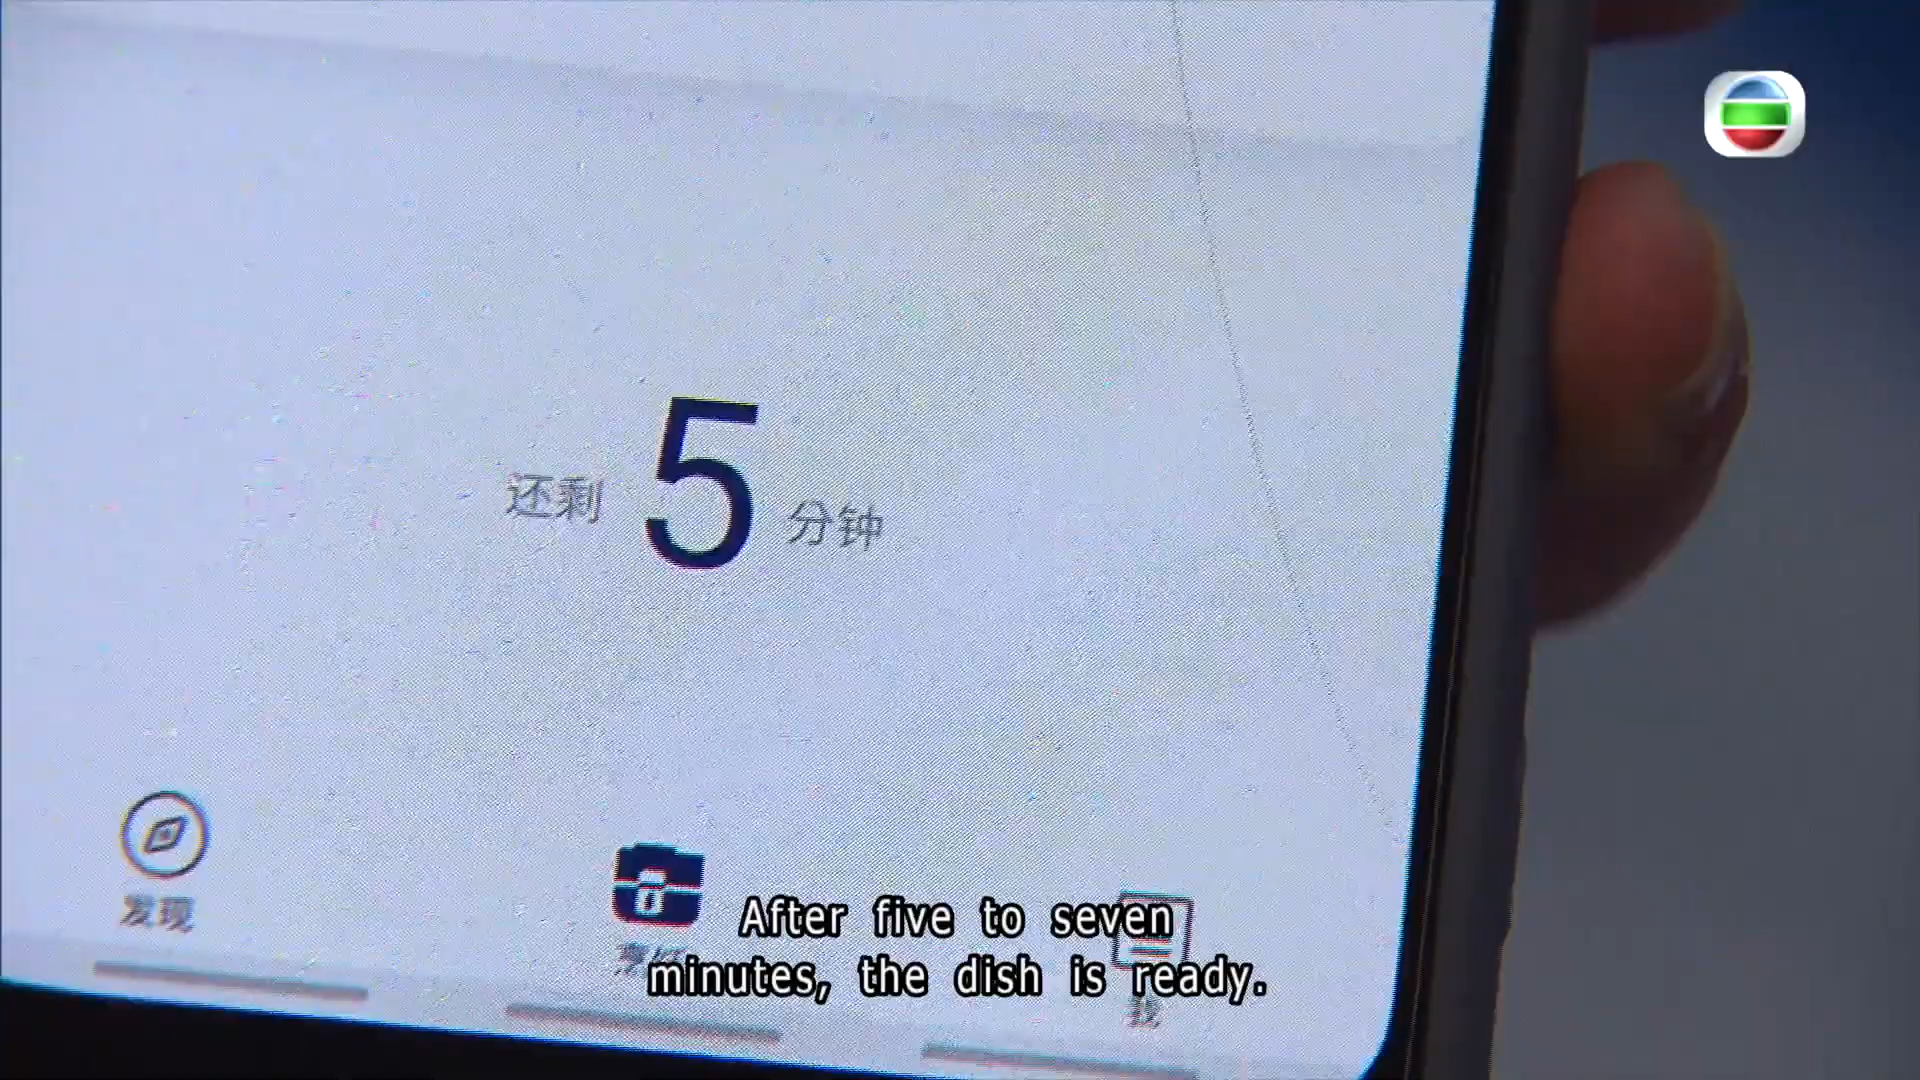 还剩 5 分钟
发现
After five to seven
minutes, the dish is ready.